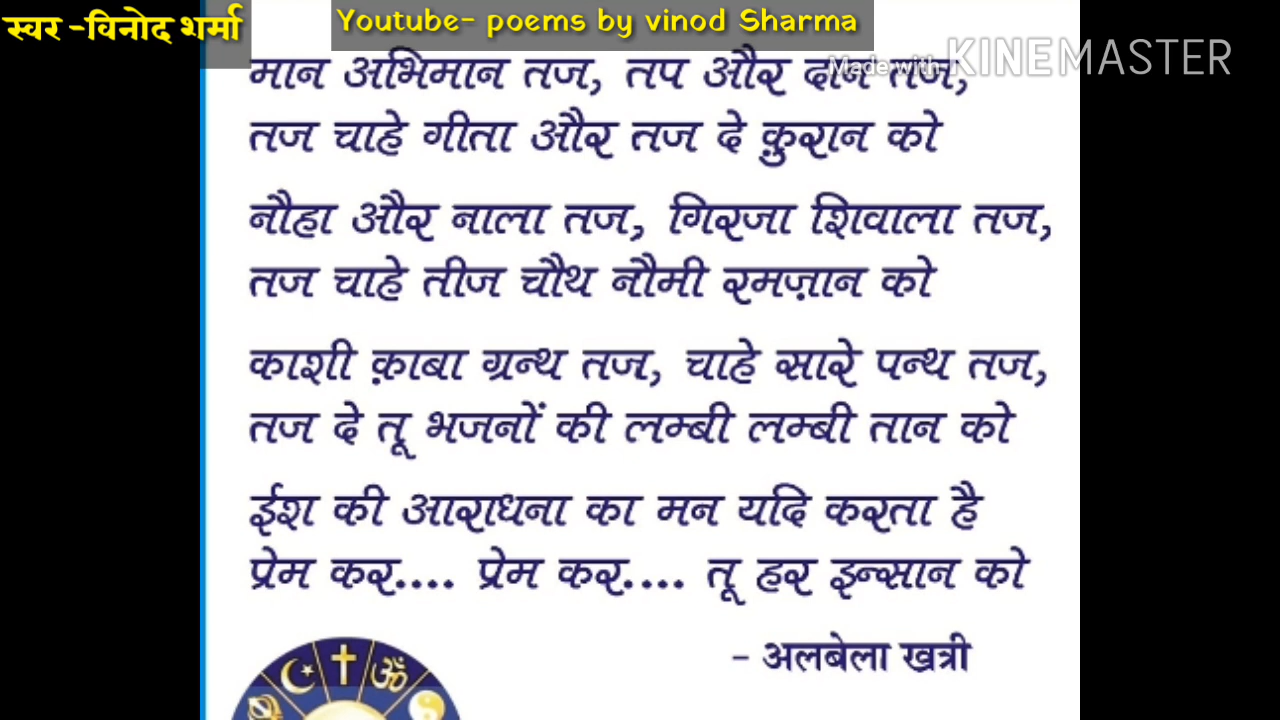 स्वर -विनोद शर्मा
Youtube- poems by vinod Sharma
Made with KINEMASTER
मान अभिमान तज, तप और दान तज,
तज चाहे गीता और तज दे क़ुरान को
नौहा और नाला तज, गिरजा शिवाला तज,
तज चाहे तीज चौथ नौमी रमज़ान को
काशी क़ाबा ग्रन्थ तज, चाहे सारे पन्थ तज,
तज दे तू भजनों की लम्बी लम्बी तान को
ईश की आराधना का मन यदि करता है
प्रेम कर.... प्रेम कर.... तू हर इन्सान को
- अलबेला खत्री